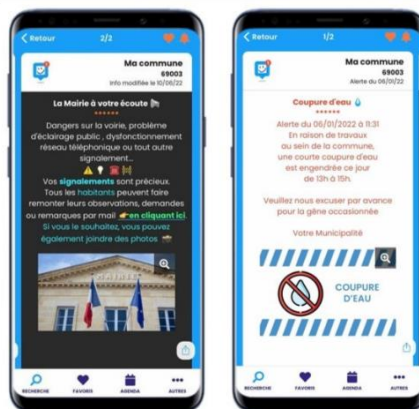 Retour
2/2
Ma commune
69003
Info modifiée le 10/06/22
La Mairie à votre écoute
Dangers sur la voirie, problème
d'éclairage public , dysfonctionnement
réseau téléphonique ou tout autre
signalement...
Vos signalements sont précieux.
Tous les habitants peuvent faire
remonter leurs observations, demandes
ou remarques par mail en cliquant ici.
Si vous le souhaitez, vous pouvez
également joindre des photos
MAIRIE
RECHERCHE
FAVORIS
AGENDA
AUTRES
Retour
1/2
Ma commune
69003
Alerte du 06/01/22
Coupure d'eau
Alerte du 06/01/2022 à 11:31
En raison de travaux
au sein de la commune,
une courte coupure d'eau
est engendrée ce jour
de 13h à 15h.
Veuillez nous excuser par avance
pour la gêne occasionnée
Votre Municipalité
COUPURE
D'EAU
RECHERCHE
FAVORIS
AGENDA
AUTRES